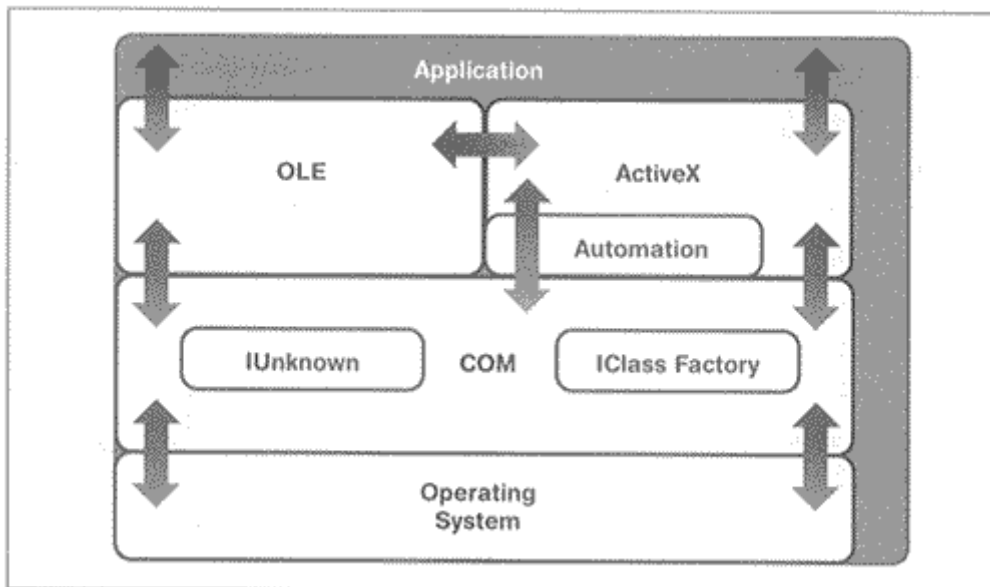 Application
OLE
ActiveX
Automation
IUnknown
COM
IClass Factory
Operating
System